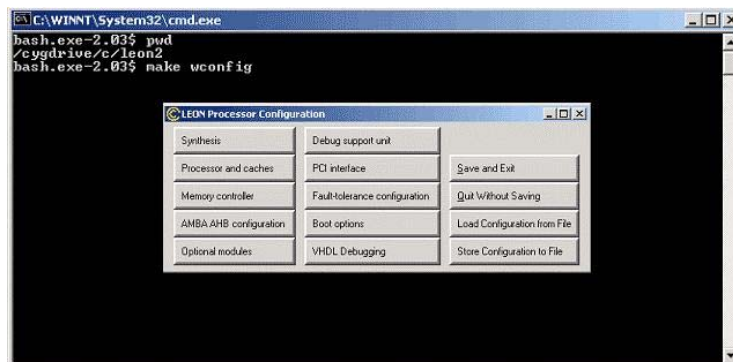 C:\WINNT\System32\cmd.exe
bash.exe-2.03$ pwd
/cygdrive/c/leon2
bash.exe-2.03$ make wconfig
LEON Processor Configuration
Synthesis
Debug support unit
Processor and caches
PCI interface
Save and Exit
Memory controller
Fault-tolerance configuration
Quit Without Saving
AMBA AHB configuration
Boot options
Load Configuration from File
Optional modules
VHDL Debugging
Store Configuration to File